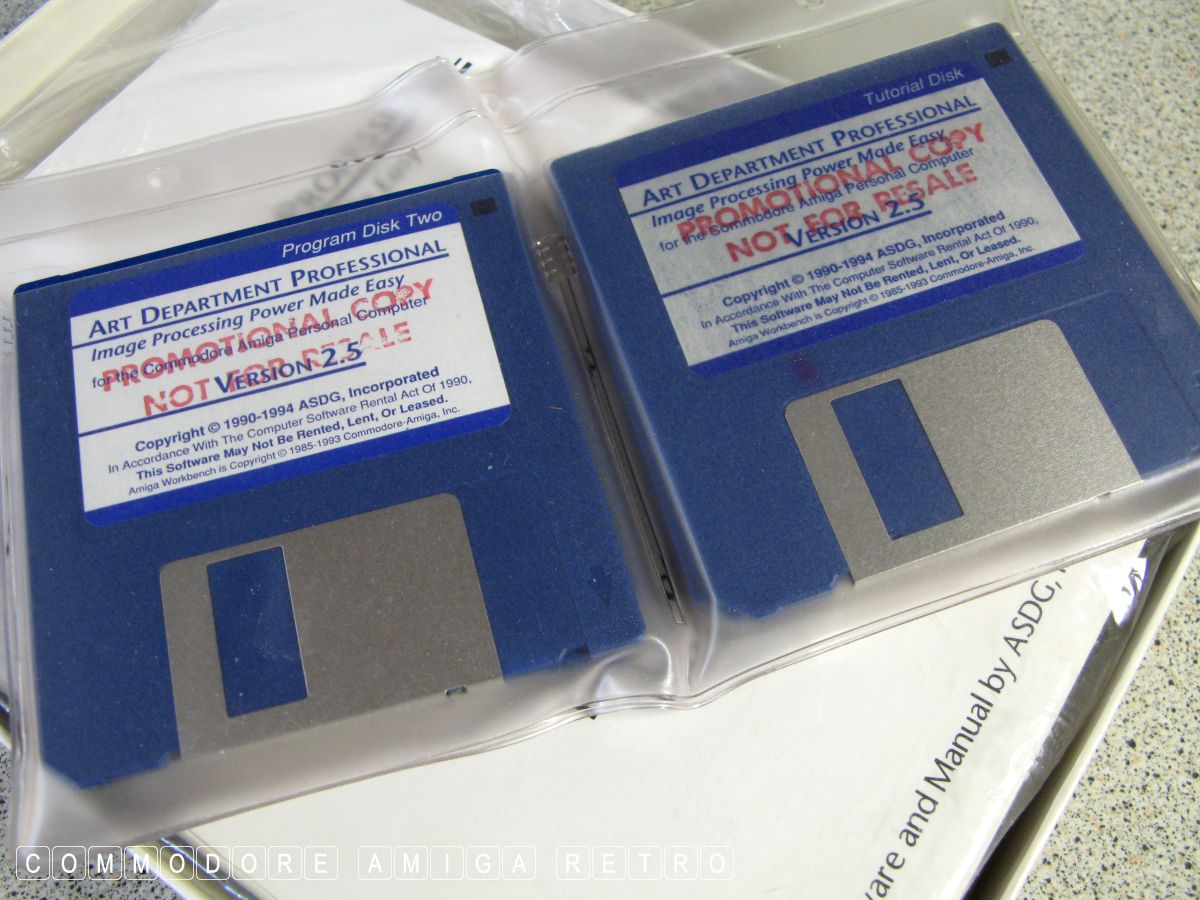 Program Disk Two
ART DEPARTMENT PROFESSIONAL
Image Processing Power Made Easy
PROMOTIONAL COPY
for the Commodore Amiga Personal Computer
NOT FOR RESALE
VERSION 2.5
Copyright © 1990-1994 ASDG, Incorporated
In Accordance With The Computer Software Rental Act Of 1990,
This Software May Not Be Rented, Lent, Or Leased.
Amiga Workbench is Copyright © 1985-1993 Commodore-Amiga, Inc.
Tutorial Disk
ART DEPARTMENT PROFESSIONAL
Image Processing Power Made Easy
PROMOTIONAL COPY
for the Commodore Amiga Personal Computer
NOT FOR RESALE
VERSION 2.5
Copyright © 1990-1994 ASDG, Incorporated
In Accordance With The Computer Software Rental Act Of 1990,
This Software May Not Be Rented, Lent, Or Leased.
Amiga Workbench is Copyright © 1985-1993 Commodore-Amiga, Inc.
and Manual by ASDG,
COMMODORE AMIGA RETRO